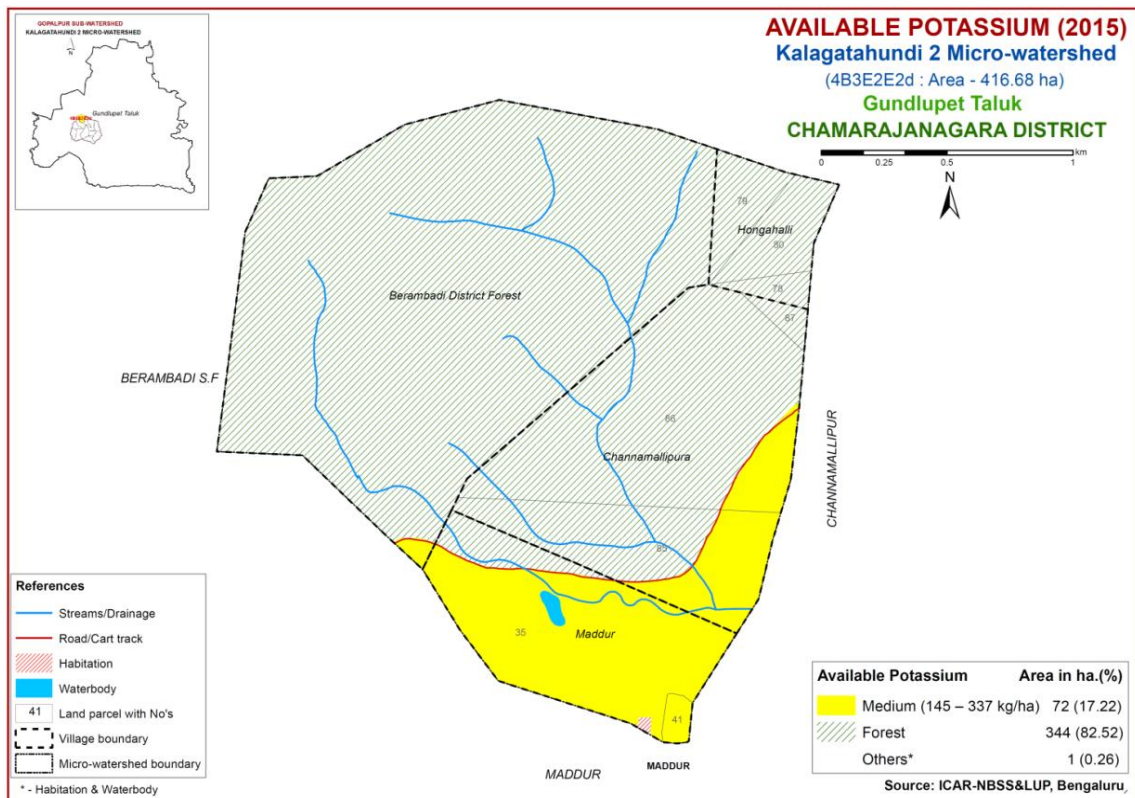 GOPALPUR SUB-WATERSHED
KALAGATAHUNDI 2 MICRO-WATERSHED
N
Gundlupet Taluk
AVAILABLE POTASSIUM (2015)
Kalagatahundi 2 Micro-watershed
(4B3E2E2d : Area - 416.68 ha)
Gundlupet Taluk
CHAMARAJANAGARA DISTRICT
km
0 0.25 0.5 1
N
79
Hongahalli
80
78
87
Berambadi District Forest
BERAMBADI S.F
86
Channamallipura
CHANNAMALLIPUR
85
35
Maddur
41
MADDUR
MADDUR
References
Streams/Drainage
Road/Cart track
Habitation
Waterbody
41 Land parcel with No's
Village boundary
Micro-watershed boundary
* - Habitation & Waterbody
Available Potassium Area in ha.(%)
Medium (145 – 337 kg/ha) 72 (17.22)
Forest 344 (82.52)
Others* 1 (0.26)
Source: ICAR-NBSS&LUP, Bengaluru